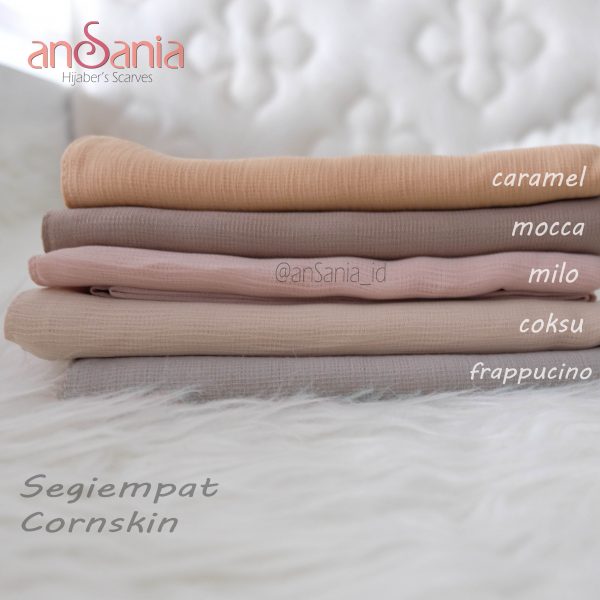 anSania
Hijaber's Scarves
caramel
mocca
@anSania_id
milo
coksu
frappucino
Segiempat
Cornskin